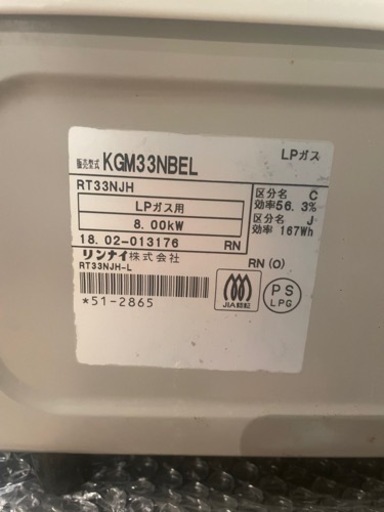 販売型式 KGM33NBEL LPガス
RT33NJH
LPガス用
8.00kW
区分名 C
効率56.3%
区分名 J
効率 167Wh
18.02-013176 RN
リンナイ株式会社
RT33NJH-L
RN (O)
*51-2865
JIA認証
PS
LPG